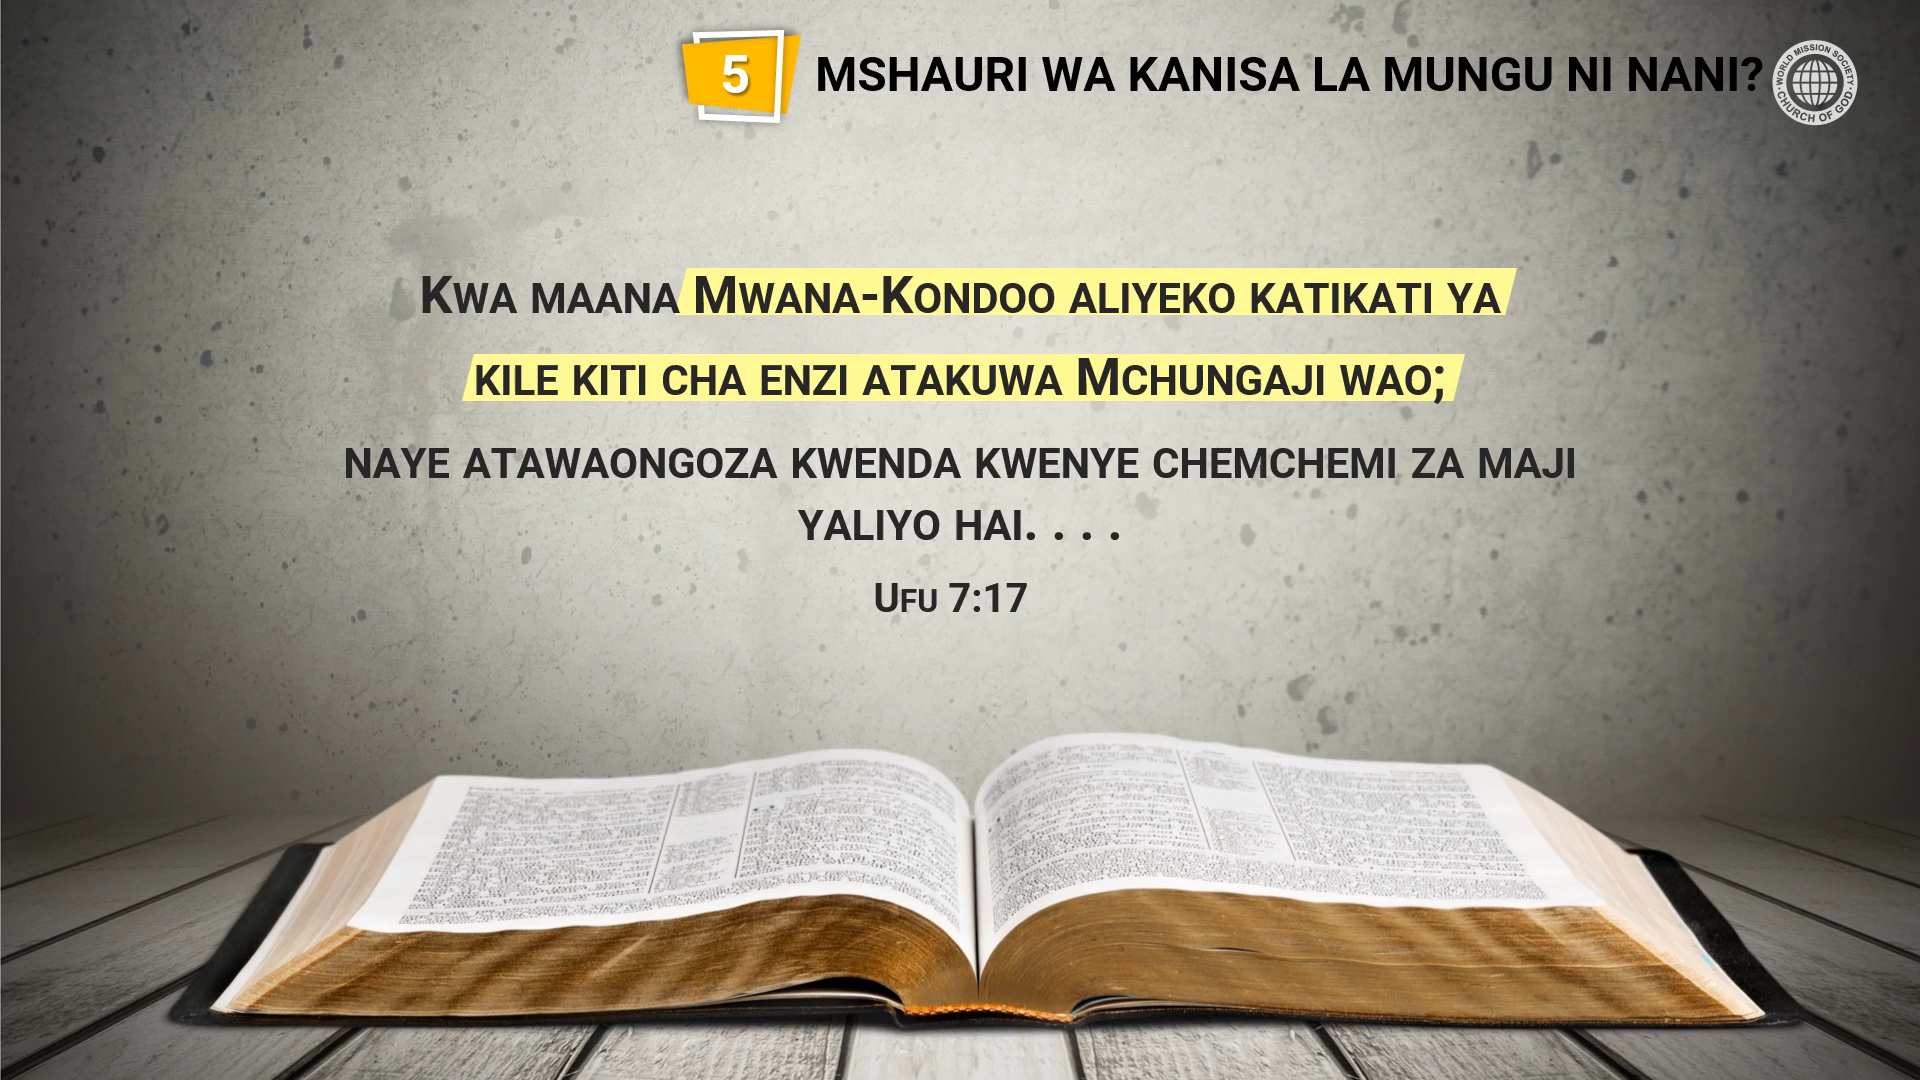 5
MSHAURI WA KANISA LA MUNGU NI NANI?
WORLD MISSION SOCIETY
CHURCH OF GOD
KWA MAANA MWANA-KONDOO ALIYEKO KATIKATI YA
KILE KITI CHA ENZI ATAKUWA MCHUNGAJI WAO;
NAYE ATAWAONGOZA KWENDA KWENYE CHEMCHEMI ZA MAJI
YALIYO HAI. . . .
UFU 7:17